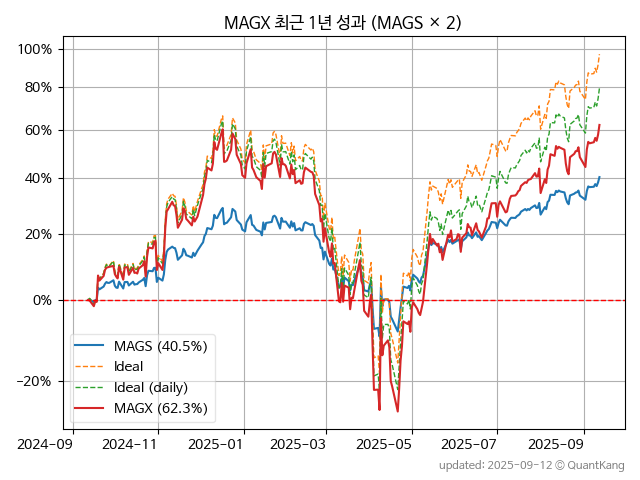 MAGX 최근 1년 성과 (MAGS × 2)
100%
80%
60%
40%
20%
0%
−20%
MAGS (40.5%)
Ideal
Ideal (daily)
MAGX (62.3%)
2024-09 2024-11 2025-01 2025-03 2025-05 2025-07 2025-09
updated: 2025-09-12 © QuantKang